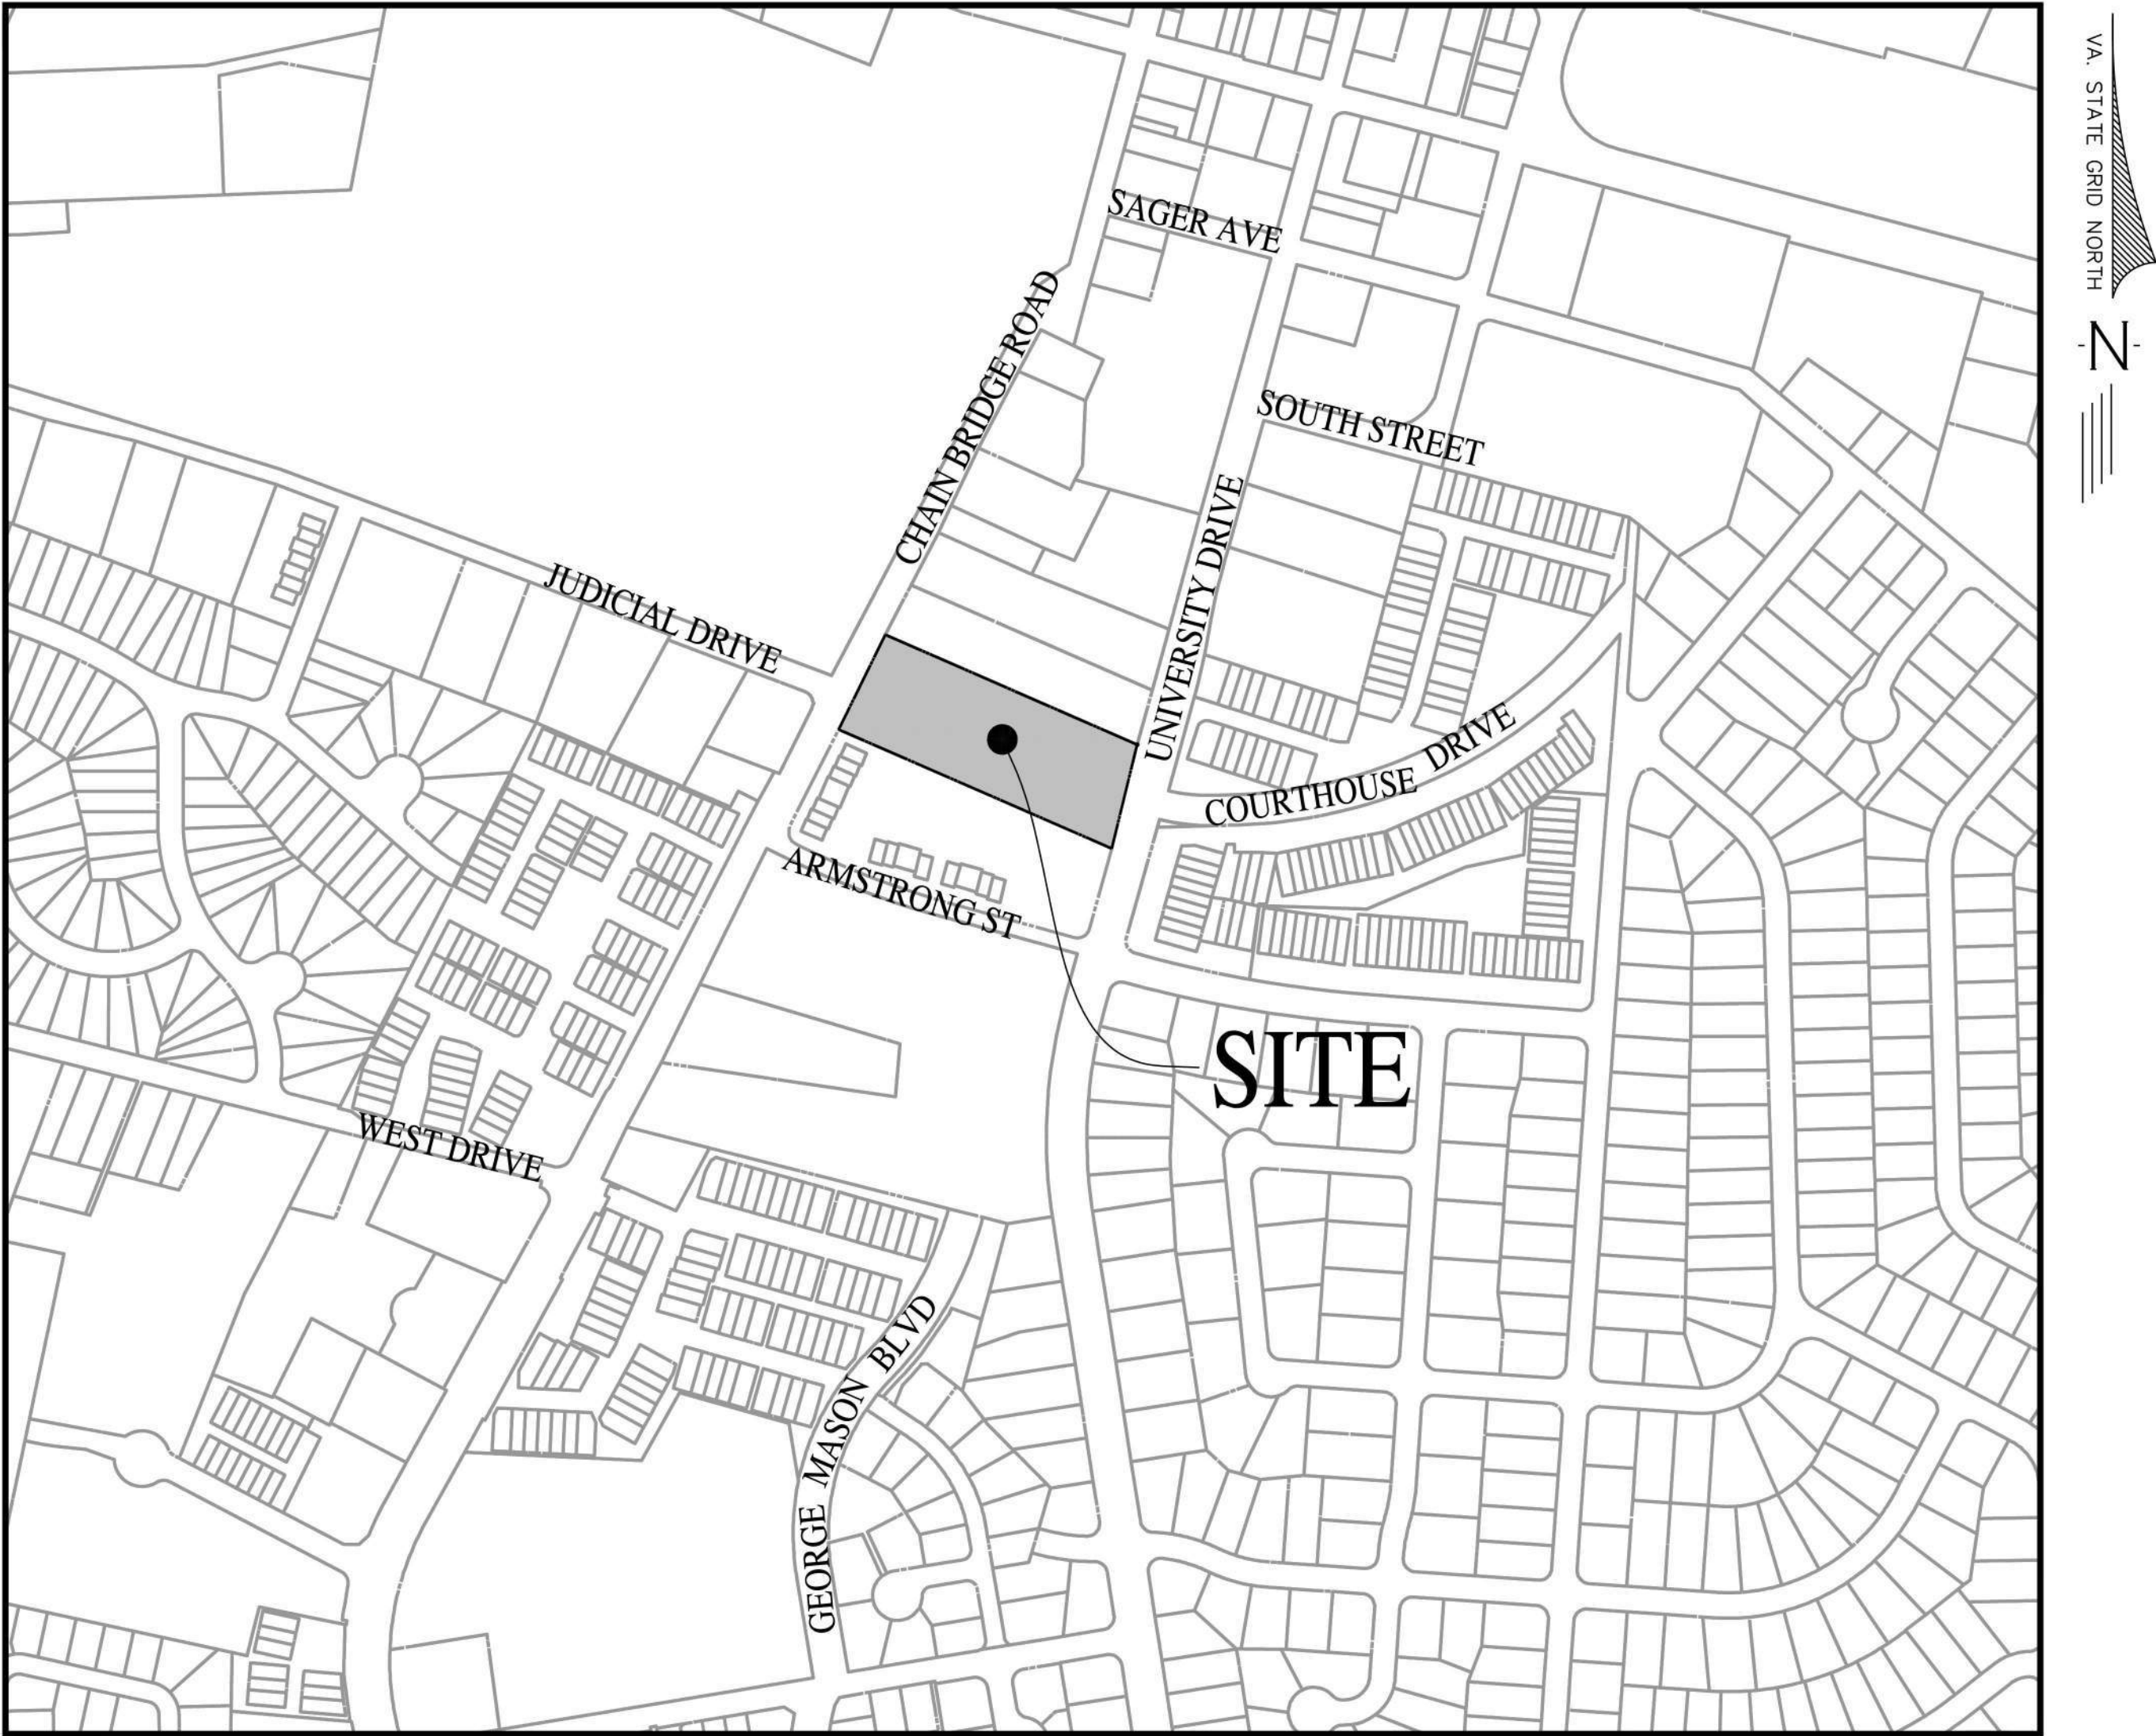 SAGER AVE
CHAIN BRIDGE ROAD
SOUTH STREET
UNIVERSITY DRIVE
JUDICIAL DRIVE
COURTHOUSE DRIVE
ARMSTRONG ST
SITE
WEST DRIVE
GEORGE MASON BLVD
VA. STATE GRID NORTH
N